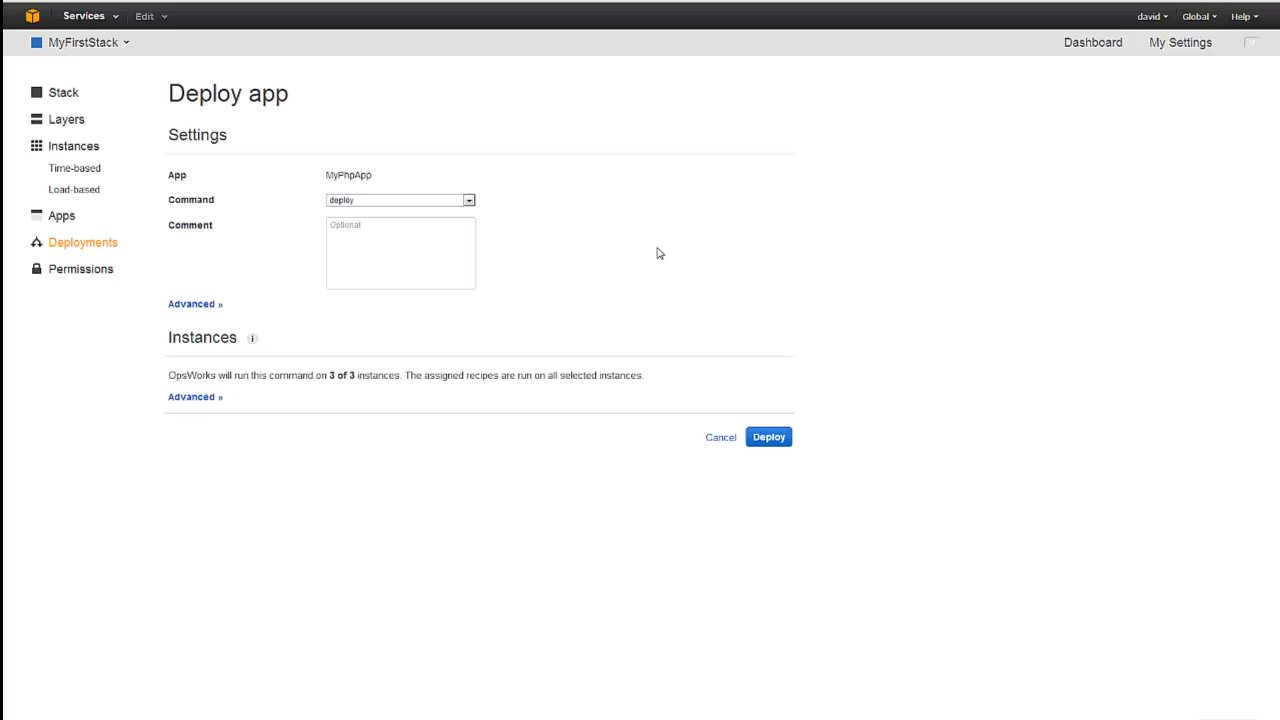 Services Edit david Global Help
MyFirstStack Dashboard My Settings
Stack
Layers
Instances
Time-based
Load-based
Apps
Deployments
Permissions
Deploy app
Settings
App MyPhpApp
Command deploy
Comment Optional
Advanced »
Instances i
OpsWorks will run this command on 3 of 3 instances. The assigned recipes are run on all selected instances.
Advanced »
Cancel Deploy